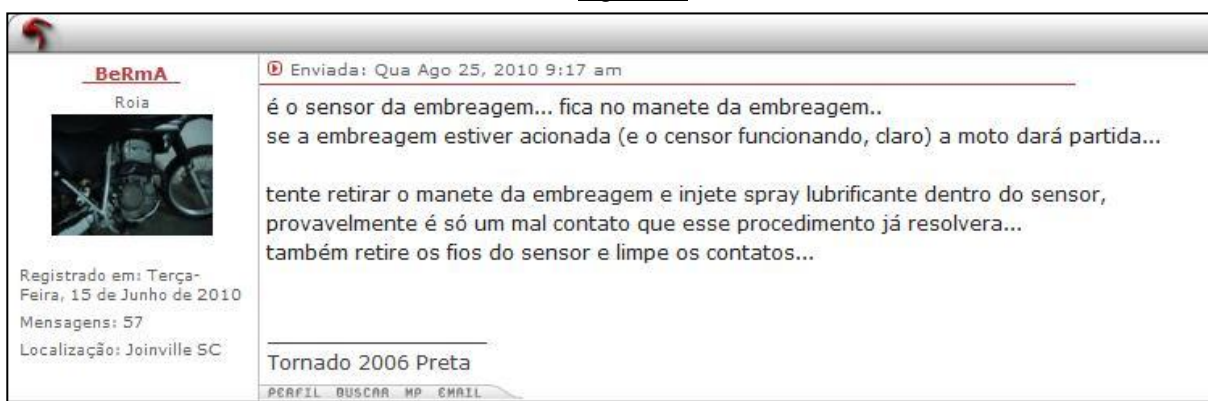 BeRmA
Roia
Registrado em: Terça-
Feira, 15 de Junho de 2010
Mensagens: 57
Localização: Joinville SC
Enviada: Qua Ago 25, 2010 9:17 am
é o sensor da embreagem... fica no manete da embreagem..
se a embreagem estiver acionada (e o censor funcionando, claro) a moto dará partida...
tente retirar o manete da embreagem e injete spray lubrificante dentro do sensor,
provavelmente é só um mal contato que esse procedimento já resolvera...
também retire os fios do sensor e limpe os contatos...
Tornado 2006 Preta
PERFIL BUSCAR MP EMAIL